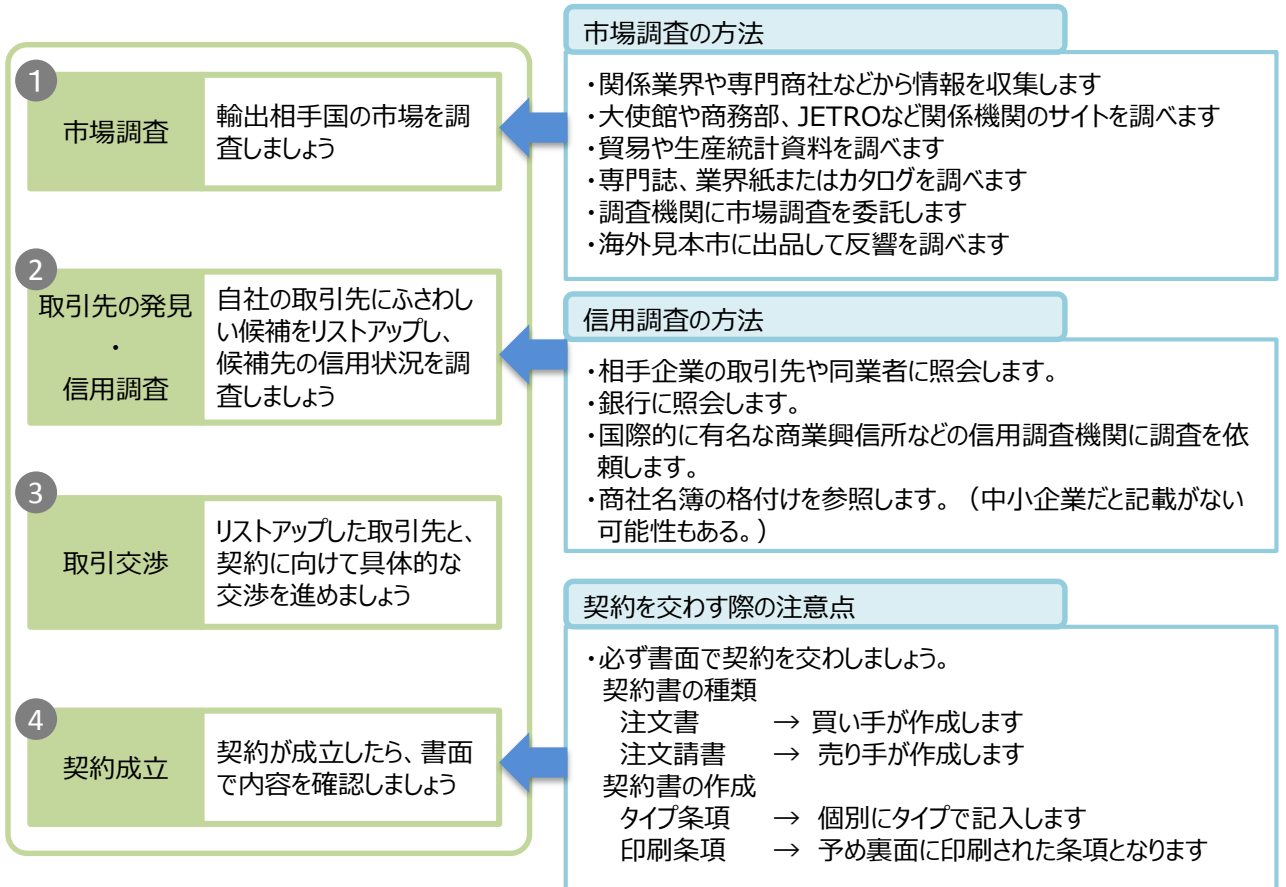 1
市場調査
輸出相手国の市場を調
査しましょう
市場調査の方法
・関係業界や専門商社などから情報を収集します
・大使館や商務部、JETROなど関係機関のサイトを調べます
・貿易や生産統計資料を調べます
・専門誌、業界紙またはカタログを調べます
・調査機関に市場調査を委託します
・海外見本市に出品して反響を調べます
2
取引先の発見
・
信用調査
自社の取引先にふさわし
い候補をリストアップし、
候補先の信用状況を調
査しましょう
信用調査の方法
・相手企業の取引先や同業者に照会します。
・銀行に照会します。
・国際的に有名な商業興信所などの信用調査機関に調査を依
頼します。
・商社名簿の格付けを参照します。（中小企業だと記載がない
可能性もある。）
3
取引交渉
リストアップした取引先と、
契約に向けて具体的な
交渉を進めましょう
4
契約成立
契約が成立したら、書面
で内容を確認しましょう
契約を交わす際の注意点
・必ず書面で契約を交わしましょう。
契約書の種類
注文書 → 買い手が作成します
注文請書 → 売り手が作成します
契約書の作成
タイプ条項 → 個別にタイプで記入します
印刷条項 → 予め裏面に印刷された条項となります